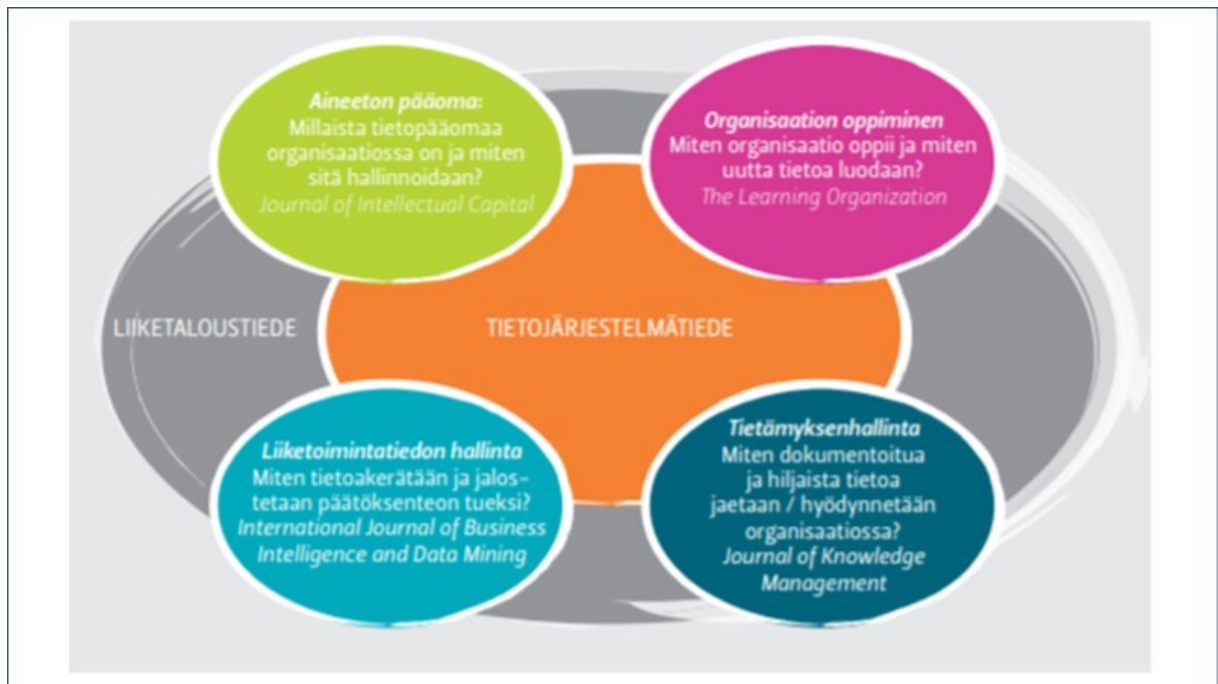 Aineeton pääoma:
Millaista tietopääomaa
organisaatiossa on ja miten
sitä hallinnoidaan?
Journal of Intellectual Capital
Organisaation oppiminen
Miten organisaatio oppii ja miten
uutta tietoa luodaan?
The Learning Organization
LIIKETALOUSTIEDE
TIETOJÄRJESTELMÄTIEDE
Liiketoimintatiedon hallinta
Miten tietoakerätään ja jalos-
tetaan päätöksenteon tueksi?
International Journal of Business
Intelligence and Data Mining
Tietämyksenhallinta
Miten dokumentoitua
ja hiljaista tietoa
jaetaan / hyödynnetään
organisaatiossa?
Journal of Knowledge
Management